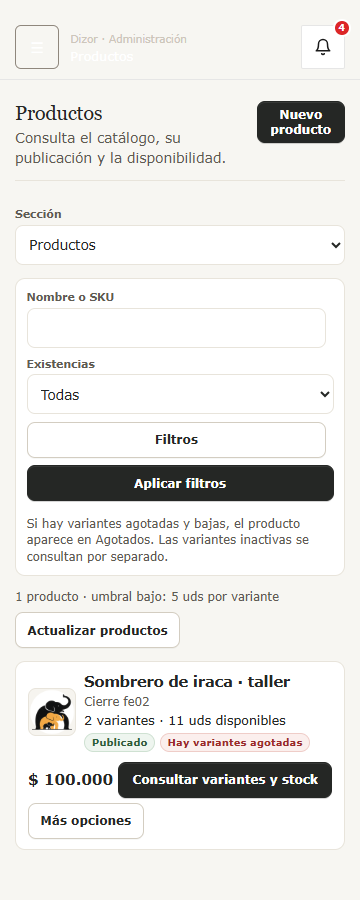 Dizor · Administración
Productos
4
Productos
Nuevo
producto
Consulta el catálogo, su
publicación y la disponibilidad.
Sección
Productos
Nombre o SKU
Existencias
Todas
Filtros
Aplicar filtros
Si hay variantes agotadas y bajas, el producto
aparece en Agotados. Las variantes inactivas se
consultan por separado.
1 producto · umbral bajo: 5 uds por variante
Actualizar productos
Sombrero de iraca · taller
Cierre fe02
2 variantes · 11 uds disponibles
Publicado Hay variantes agotadas
$ 100.000 Consultar variantes y stock
Más opciones